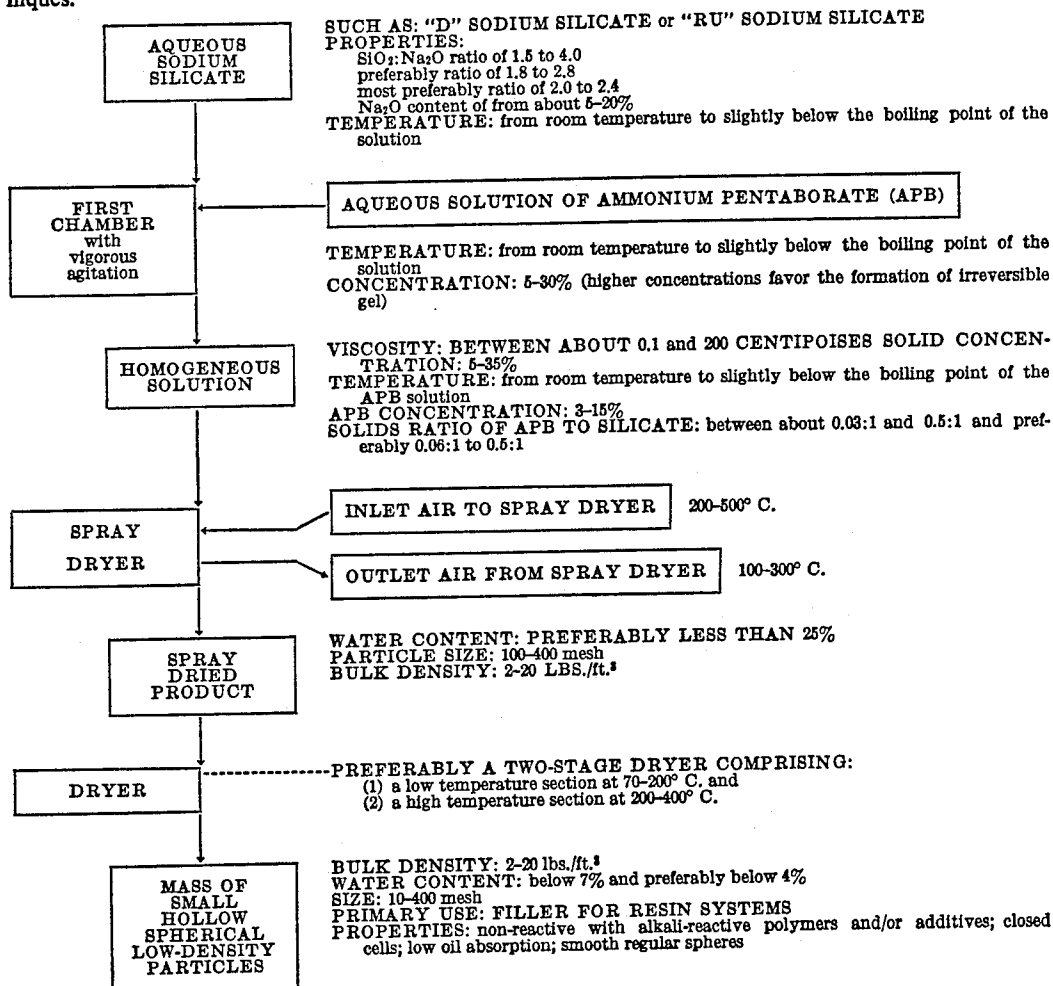 niques.
AQUEOUS
SODIUM
SILICATE
SUCH AS: "D" SODIUM SILICATE or "RU" SODIUM SILICATE
PROPERTIES:
SiO₂:Na₂O ratio of 1.5 to 4.0
preferably ratio of 1.8 to 2.8
most preferably ratio of 2.0 to 2.4
Na₂O content of from about 5–20%
TEMPERATURE: from room temperature to slightly below the boiling point of the
solution
FIRST
CHAMBER
with
vigorous
agitation
AQUEOUS SOLUTION OF AMMONIUM PENTABORATE (APB)
TEMPERATURE: from room temperature to slightly below the boiling point of the
solution
CONCENTRATION: 5–30% (higher concentrations favor the formation of irreversible
gel)
HOMOGENEOUS
SOLUTION
VISCOSITY: BETWEEN ABOUT 0.1 and 200 CENTIPOISES SOLID CONCEN-
TRATION: 5–35%
TEMPERATURE: from room temperature to slightly below the boiling point of the
APB solution
APB CONCENTRATION: 3–15%
SOLIDS RATIO OF APB TO SILICATE: between about 0.03:1 and 0.5:1 and pref-
erably 0.06:1 to 0.5:1
SPRAY
DRYER
INLET AIR TO SPRAY DRYER 200–500° C.
OUTLET AIR FROM SPRAY DRYER 100–300° C.
SPRAY
DRIED
PRODUCT
WATER CONTENT: PREFERABLY LESS THAN 25%
PARTICLE SIZE: 100–400 mesh
BULK DENSITY: 2–20 LBS./ft.³
DRYER
PREFERABLY A TWO-STAGE DRYER COMPRISING:
(1) a low temperature section at 70–200° C. and
(2) a high temperature section at 200–400° C.
MASS OF
SMALL
HOLLOW
SPHERICAL
LOW-DENSITY
PARTICLES
BULK DENSITY: 2–20 lbs./ft.³
WATER CONTENT: below 7% and preferably below 4%
SIZE: 10–400 mesh
PRIMARY USE: FILLER FOR RESIN SYSTEMS
PROPERTIES: non-reactive with alkali-reactive polymers and/or additives; closed
cells; low oil absorption; smooth regular spheres